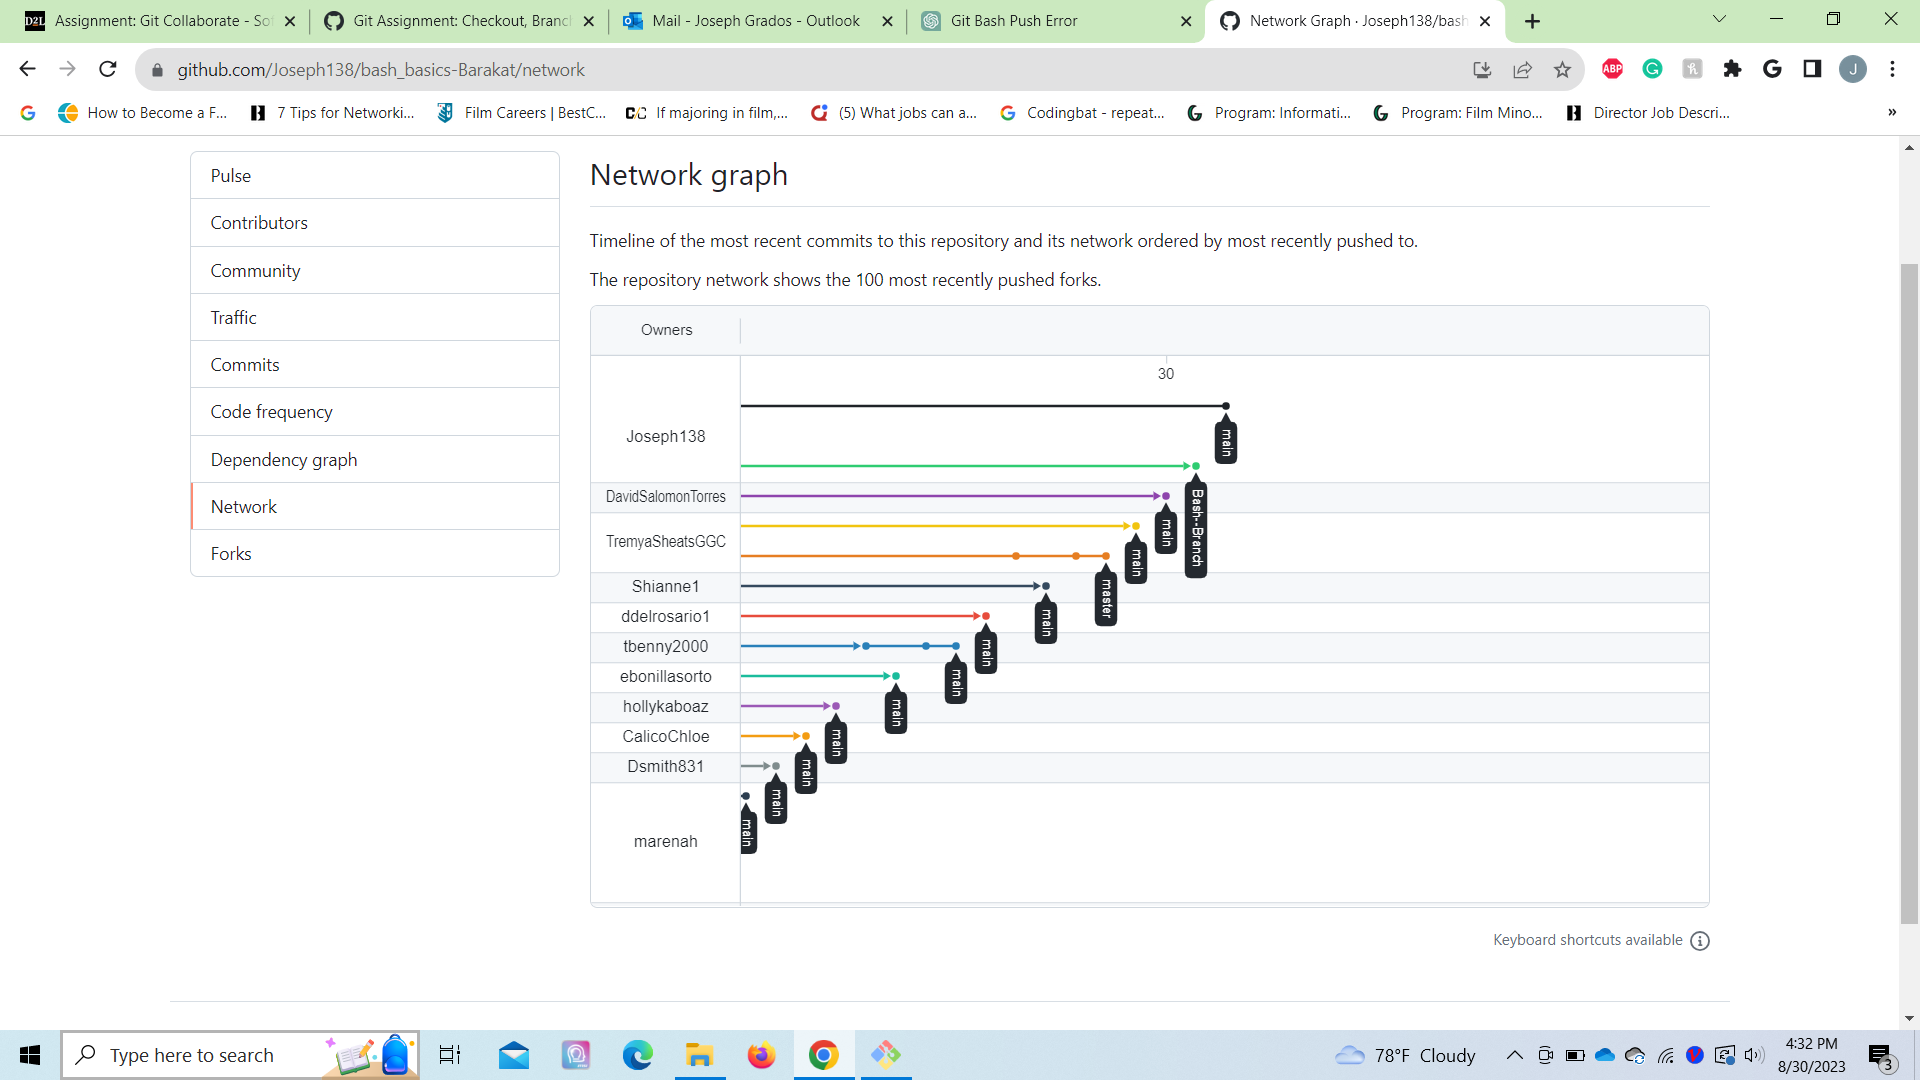 Assignment: Git Collaborate - Sof
Git Assignment: Checkout, Branc
Mail - Joseph Grados - Outlook
Git Bash Push Error
Network Graph · Joseph138/bash
github.com/Joseph138/bash_basics-Barakat/network
How to Become a F...
7 Tips for Networki...
Film Careers | BestC...
If majoring in film,...
(5) What jobs can a...
Codingbat - repeat...
Program: Informati...
Program: Film Mino...
Director Job Descri...
»
Pulse
Contributors
Community
Traffic
Commits
Code frequency
Dependency graph
Network
Forks
Network graph
Timeline of the most recent commits to this repository and its network ordered by most recently pushed to.
The repository network shows the 100 most recently pushed forks.
Owners
30
Joseph138
main
Bash--Branch
DavidSalomonTorres
main
TremyaSheatsGGC
main
master
Shianne1
main
ddelrosario1
main
tbenny2000
main
ebonillasorto
main
hollykaboaz
main
CalicoChloe
main
Dsmith831
main
marenah
main
Keyboard shortcuts available
Type here to search
78°F Cloudy
4:32 PM
8/30/2023
3
D2L
ABP
J